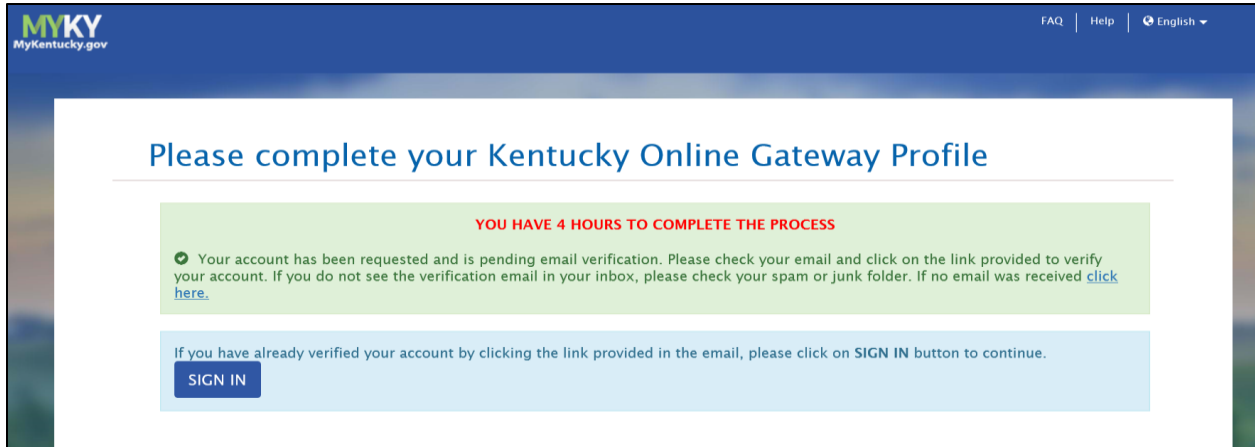 MYKY
MyKentucky.gov
FAQ
Help
English
Please complete your Kentucky Online Gateway Profile
YOU HAVE 4 HOURS TO COMPLETE THE PROCESS
Your account has been requested and is pending email verification. Please check your email and click on the link provided to verify
your account. If you do not see the verification email in your inbox, please check your spam or junk folder. If no email was received click
here.
If you have already verified your account by clicking the link provided in the email, please click on SIGN IN button to continue.
SIGN IN